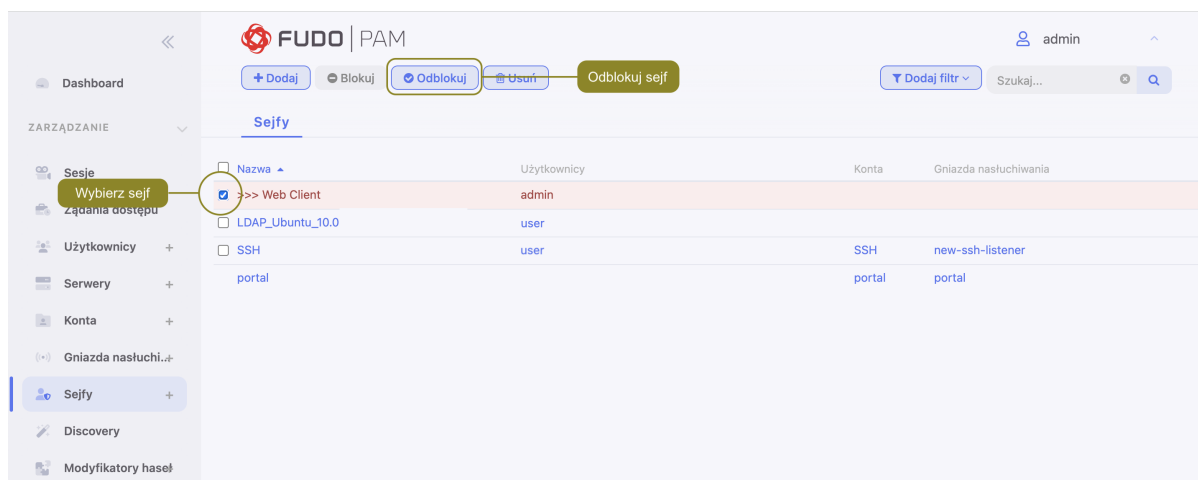 FUDO PAM
admin
Dashboard
+ Dodaj
Blokuj
Odblokuj
Usuń
Odblokuj sejf
Dodaj filtr
Szukaj...
ZARZĄDZANIE
Sejfy
Sesje
Nazwa
Użytkownicy
Konta
Gniazda nasłuchiwania
Wybierz sejf
>>> Web Client
admin
Żądania dostępu
LDAP_Ubuntu_10.0
user
Użytkownicy +
SSH
user
SSH
new-ssh-listener
portal
portal
portal
Serwery +
Konta +
Gniazda nasłuchi...+
Sejfy +
Discovery
Modyfikatory haseł+